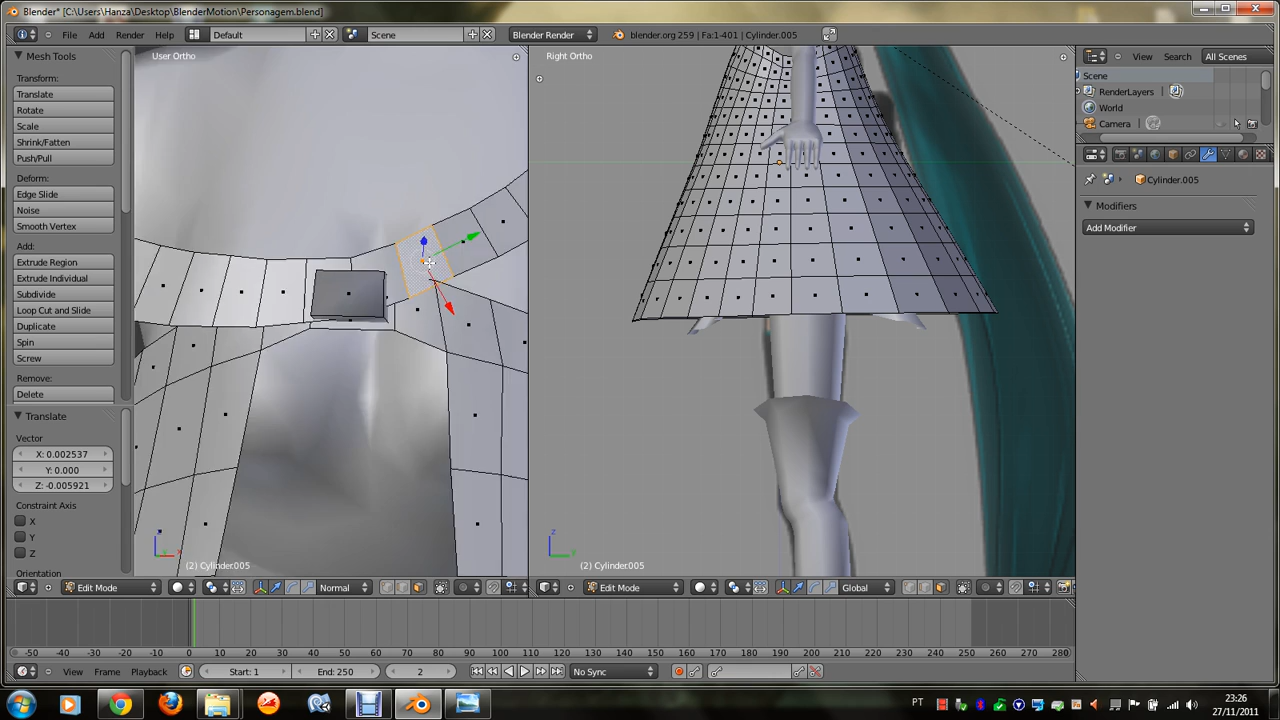 Blender* [C:\Users\Hanza\Desktop\BlenderMotion\Personagem.blend]
File Add Render Help Default Scene Blender Render blender.org 259 | Fa:1-401 | Cylinder.005
Mesh Tools
Transform:
Translate
Rotate
Scale
Shrink/Fatten
Push/Pull
Deform:
Edge Slide
Noise
Smooth Vertex
Add:
Extrude Region
Extrude Individual
Subdivide
Loop Cut and Slide
Duplicate
Spin
Screw
Remove:
Delete
Translate
Vector
X: 0.002537
Y: 0.000
Z: -0.005921
Constraint Axis
X
Y
Z
Orientation
User Ortho
z
x
(2) Cylinder.005
Edit Mode Normal
Right Ortho
z
y
(2) Cylinder.005
Edit Mode Global
View Search All Scenes
Scene
RenderLayers
World
Camera
Cylinder.005
Modifiers
Add Modifier
-50 -40 -30 -20 -10 0 10 20 30 40 50 60 70 80 90 100 110 120 130 140 150 160 170 180 190 200 210 220 230 240 250 260 270 280
View Frame Playback Start: 1 End: 250 2 No Sync
PT 23:26
27/11/2011